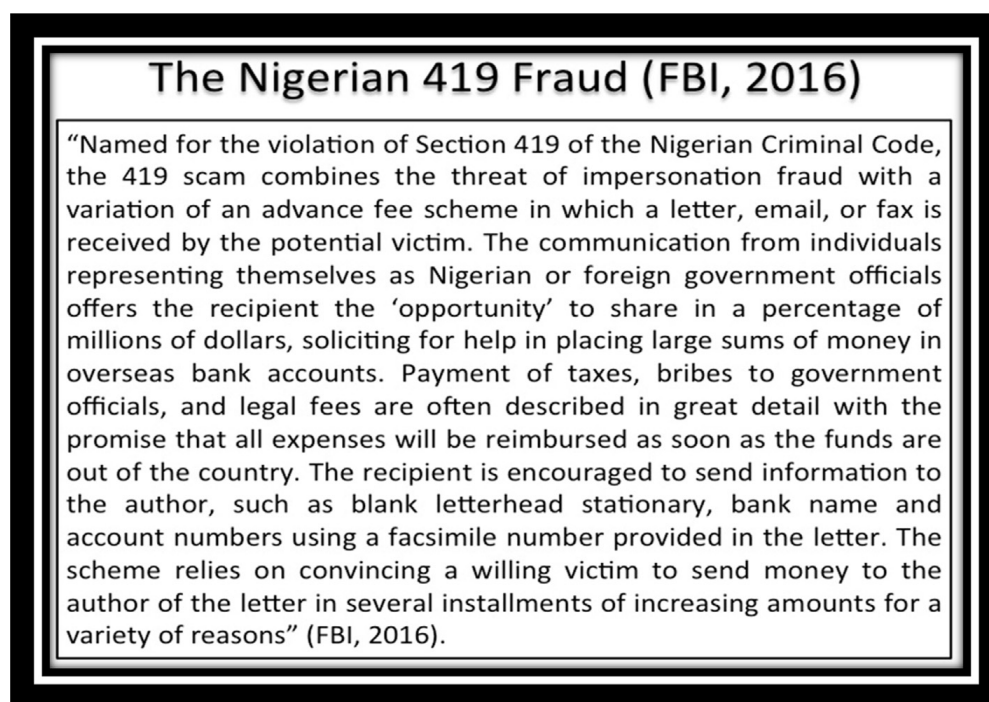 The Nigerian 419 Fraud (FBI, 2016)
“Named for the violation of Section 419 of the Nigerian Criminal Code,
the 419 scam combines the threat of impersonation fraud with a
variation of an advance fee scheme in which a letter, email, or fax is
received by the potential victim. The communication from individuals
representing themselves as Nigerian or foreign government officials
offers the recipient the ‘opportunity’ to share in a percentage of
millions of dollars, soliciting for help in placing large sums of money in
overseas bank accounts. Payment of taxes, bribes to government
officials, and legal fees are often described in great detail with the
promise that all expenses will be reimbursed as soon as the funds are
out of the country. The recipient is encouraged to send information to
the author, such as blank letterhead stationary, bank name and
account numbers using a facsimile number provided in the letter. The
scheme relies on convincing a willing victim to send money to the
author of the letter in several installments of increasing amounts for a
variety of reasons” (FBI, 2016).